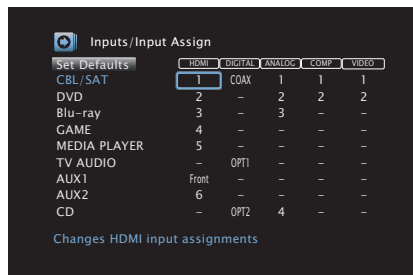 Inputs/Input Assign
Set Defaults HDMI DIGITAL ANALOG COMP VIDEO
CBL/SAT 1 COAX 1 1 1
DVD 2 – 2 2 2
Blu-ray 3 – 3 – –
GAME 4 – – – –
MEDIA PLAYER 5 – – – –
TV AUDIO – OPT1 – – –
AUX1 Front – – – –
AUX2 6 – – – –
CD – OPT2 4 – –
Changes HDMI input assignments